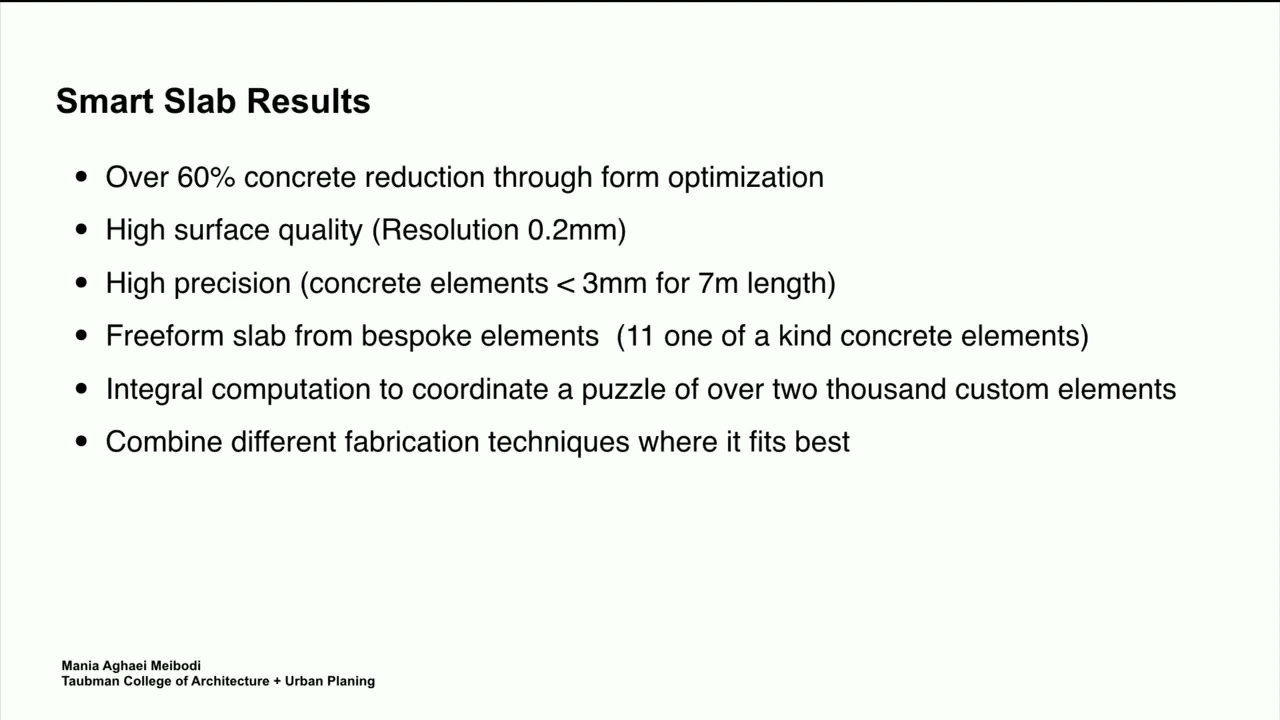 Smart Slab Results
• Over 60% concrete reduction through form optimization
• High surface quality (Resolution 0.2mm)
• High precision (concrete elements < 3mm for 7m length)
• Freeform slab from bespoke elements  (11 one of a kind concrete elements)
• Integral computation to coordinate a puzzle of over two thousand custom elements
• Combine different fabrication techniques where it fits best
Mania Aghaei Meibodi
Taubman College of Architecture + Urban Planing